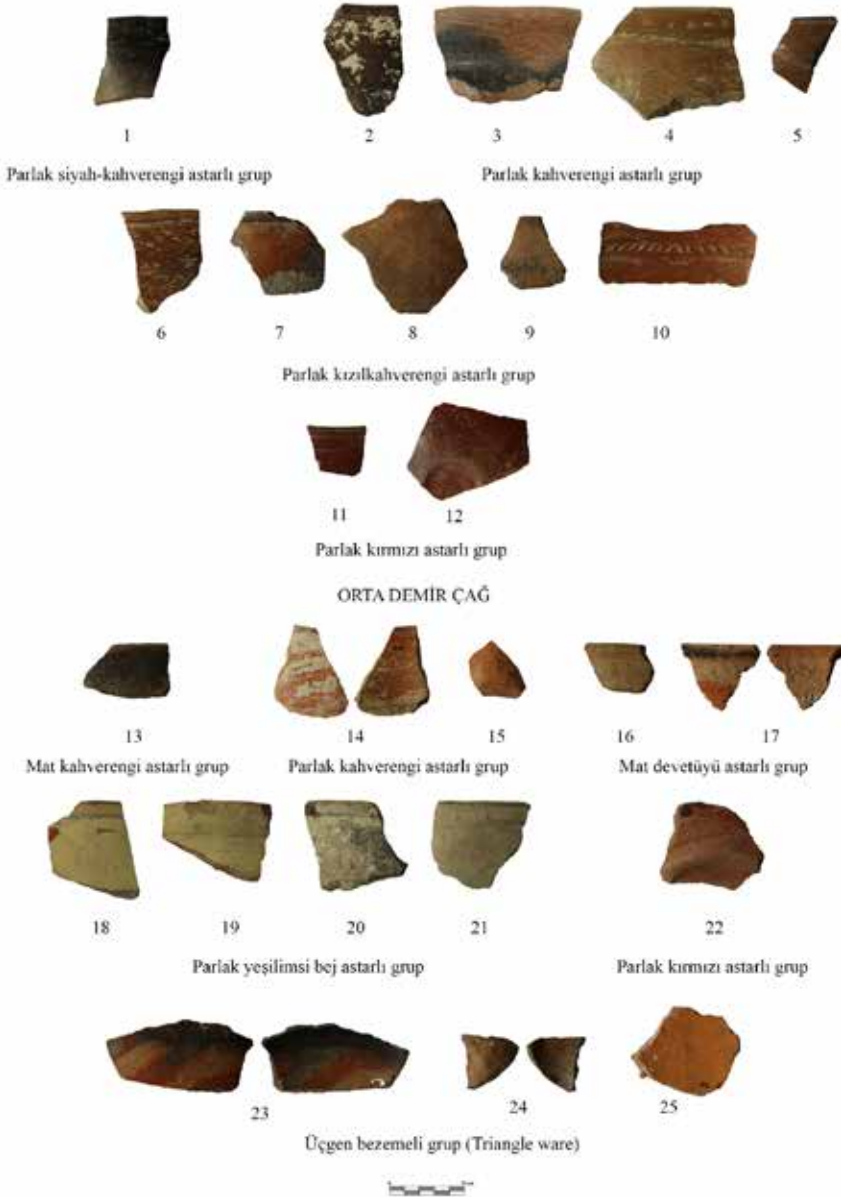 1 2 3 4 5
Parlak siyah-kahverengi astarlı grup Parlak kahverengi astarlı grup
6 7 8 9 10
Parlak kızılkahverengi astarlı grup
11 12
Parlak kırmızı astarlı grup
ORTA DEMİR ÇAĞ
13 14 15 16 17
Mat kahverengi astarlı grup Parlak kahverengi astarlı grup Mat devetüyü astarlı grup
18 19 20 21 22
Parlak yeşilimsi bej astarlı grup Parlak kırmızı astarlı grup
23 24 25
Üçgen bezemeli grup (Triangle ware)